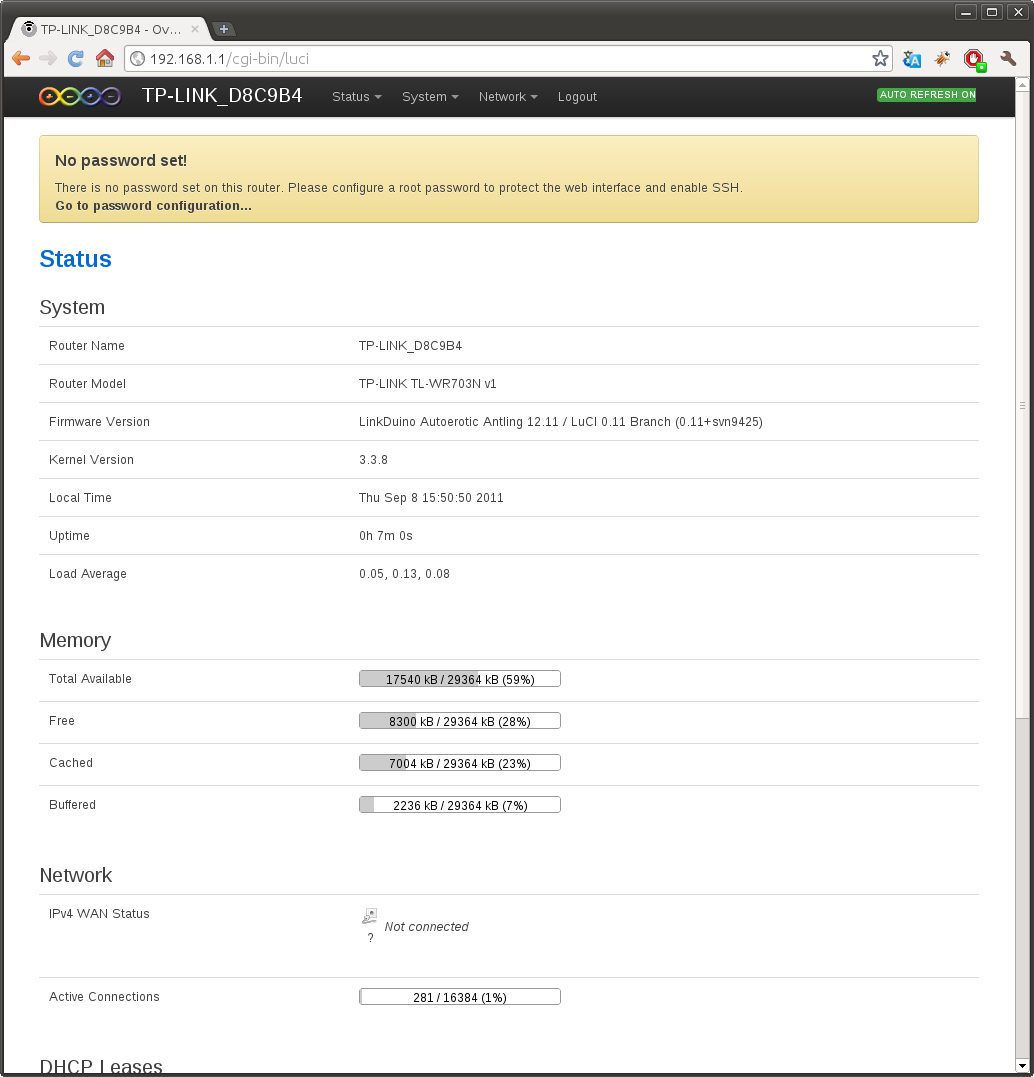 TP-LINK_D8C9B4 - Ov...
192.168.1.1/cgi-bin/luci
TP-LINK_D8C9B4 Status System Network Logout AUTO REFRESH ON
No password set!
There is no password set on this router. Please configure a root password to protect the web interface and enable SSH.
Go to password configuration...
Status
System
Router Name TP-LINK_D8C9B4
Router Model TP-LINK TL-WR703N v1
Firmware Version LinkDuino Autoerotic Antling 12.11 / LuCI 0.11 Branch (0.11+svn9425)
Kernel Version 3.3.8
Local Time Thu Sep 8 15:50:50 2011
Uptime 0h 7m 0s
Load Average 0.05, 0.13, 0.08
Memory
Total Available 17540 kB / 29364 kB (59%)
Free 8300 kB / 29364 kB (28%)
Cached 7004 kB / 29364 kB (23%)
Buffered 2236 kB / 29364 kB (7%)
Network
IPv4 WAN Status ? Not connected
Active Connections 281 / 16384 (1%)
DHCP Leases